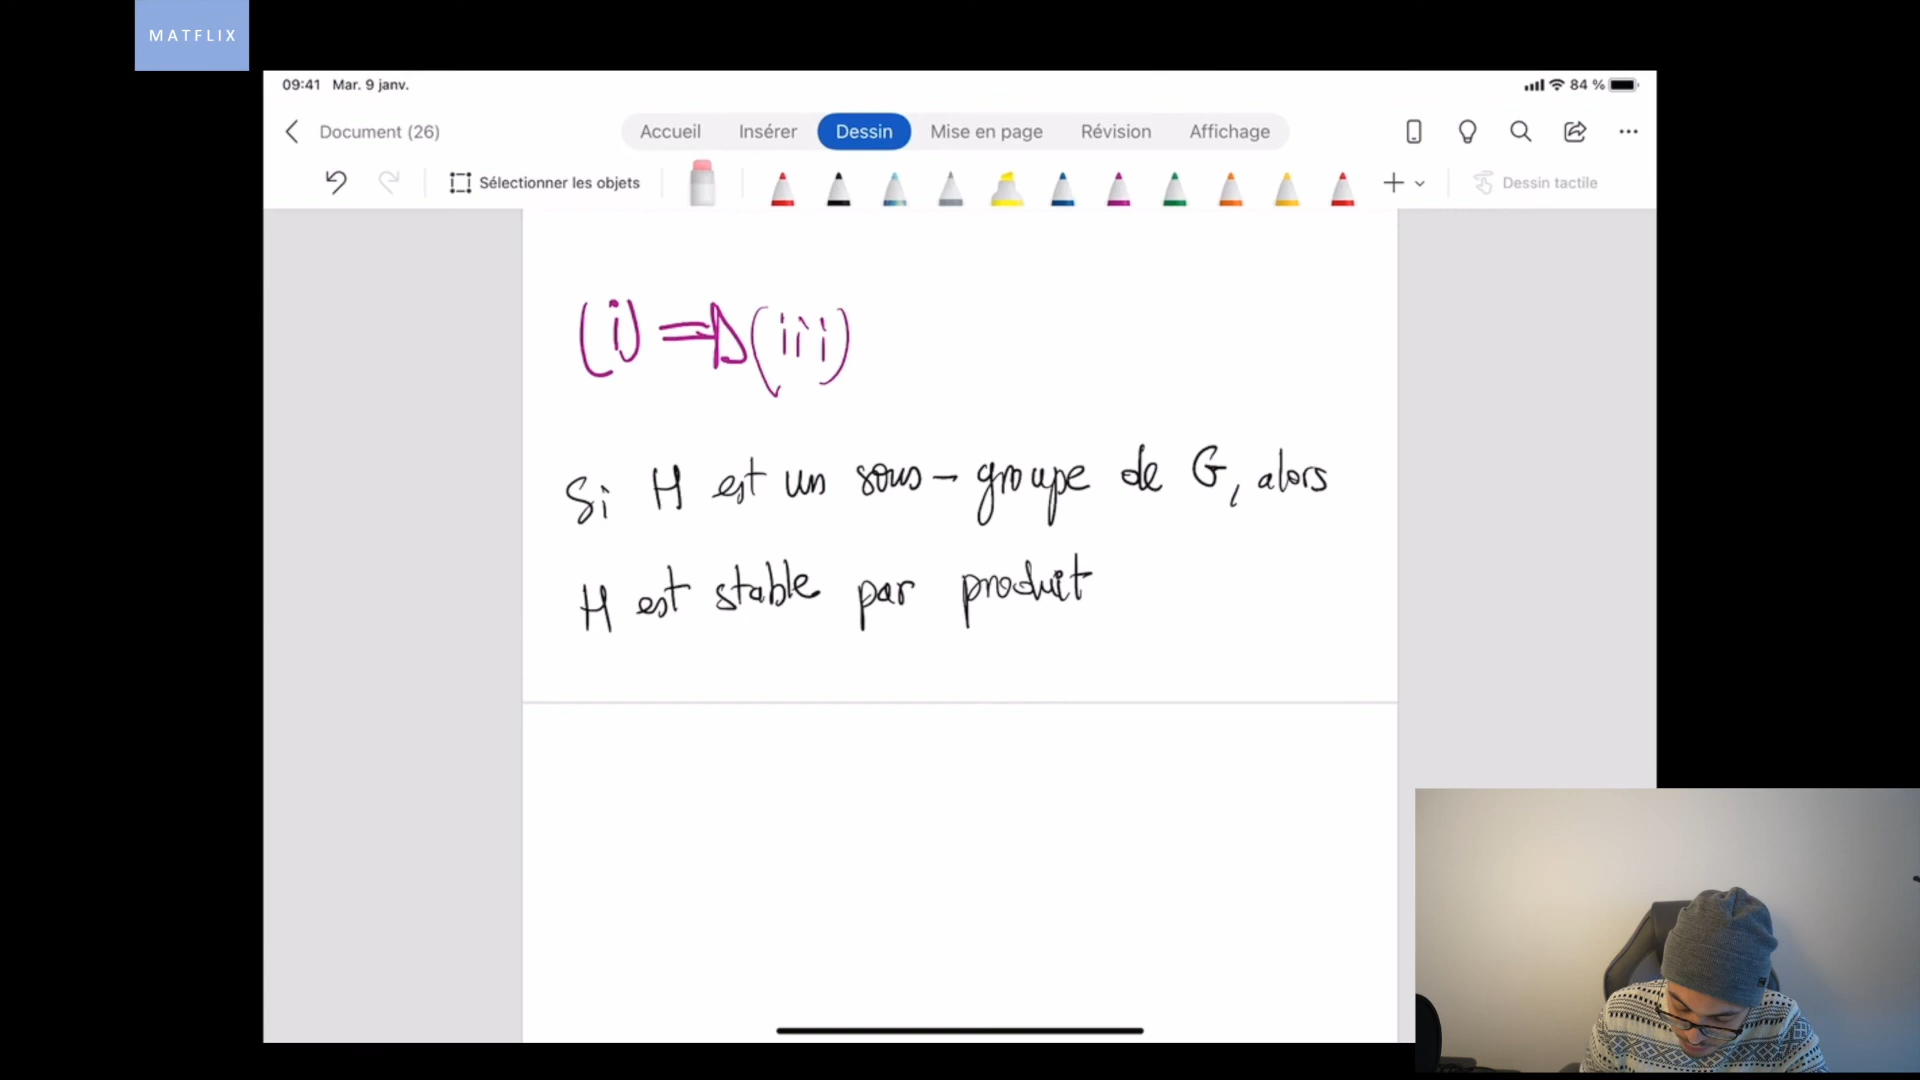 MATFLIX
09:41 Mar. 9 janv.
84 %
Document (26)
Accueil Insérer Dessin Mise en page Révision Affichage
Sélectionner les objets
Dessin tactile
(i) => (iii)
Si H est un sous-groupe de G, alors
H est stable par produit